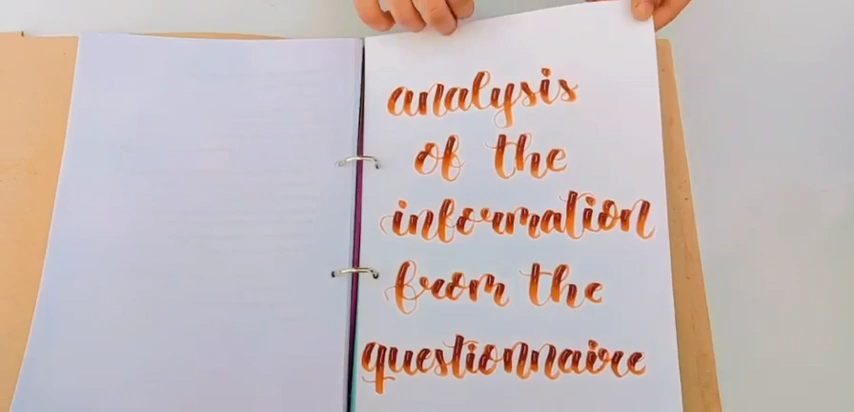 analysis
of the
information
from the
questionnaire